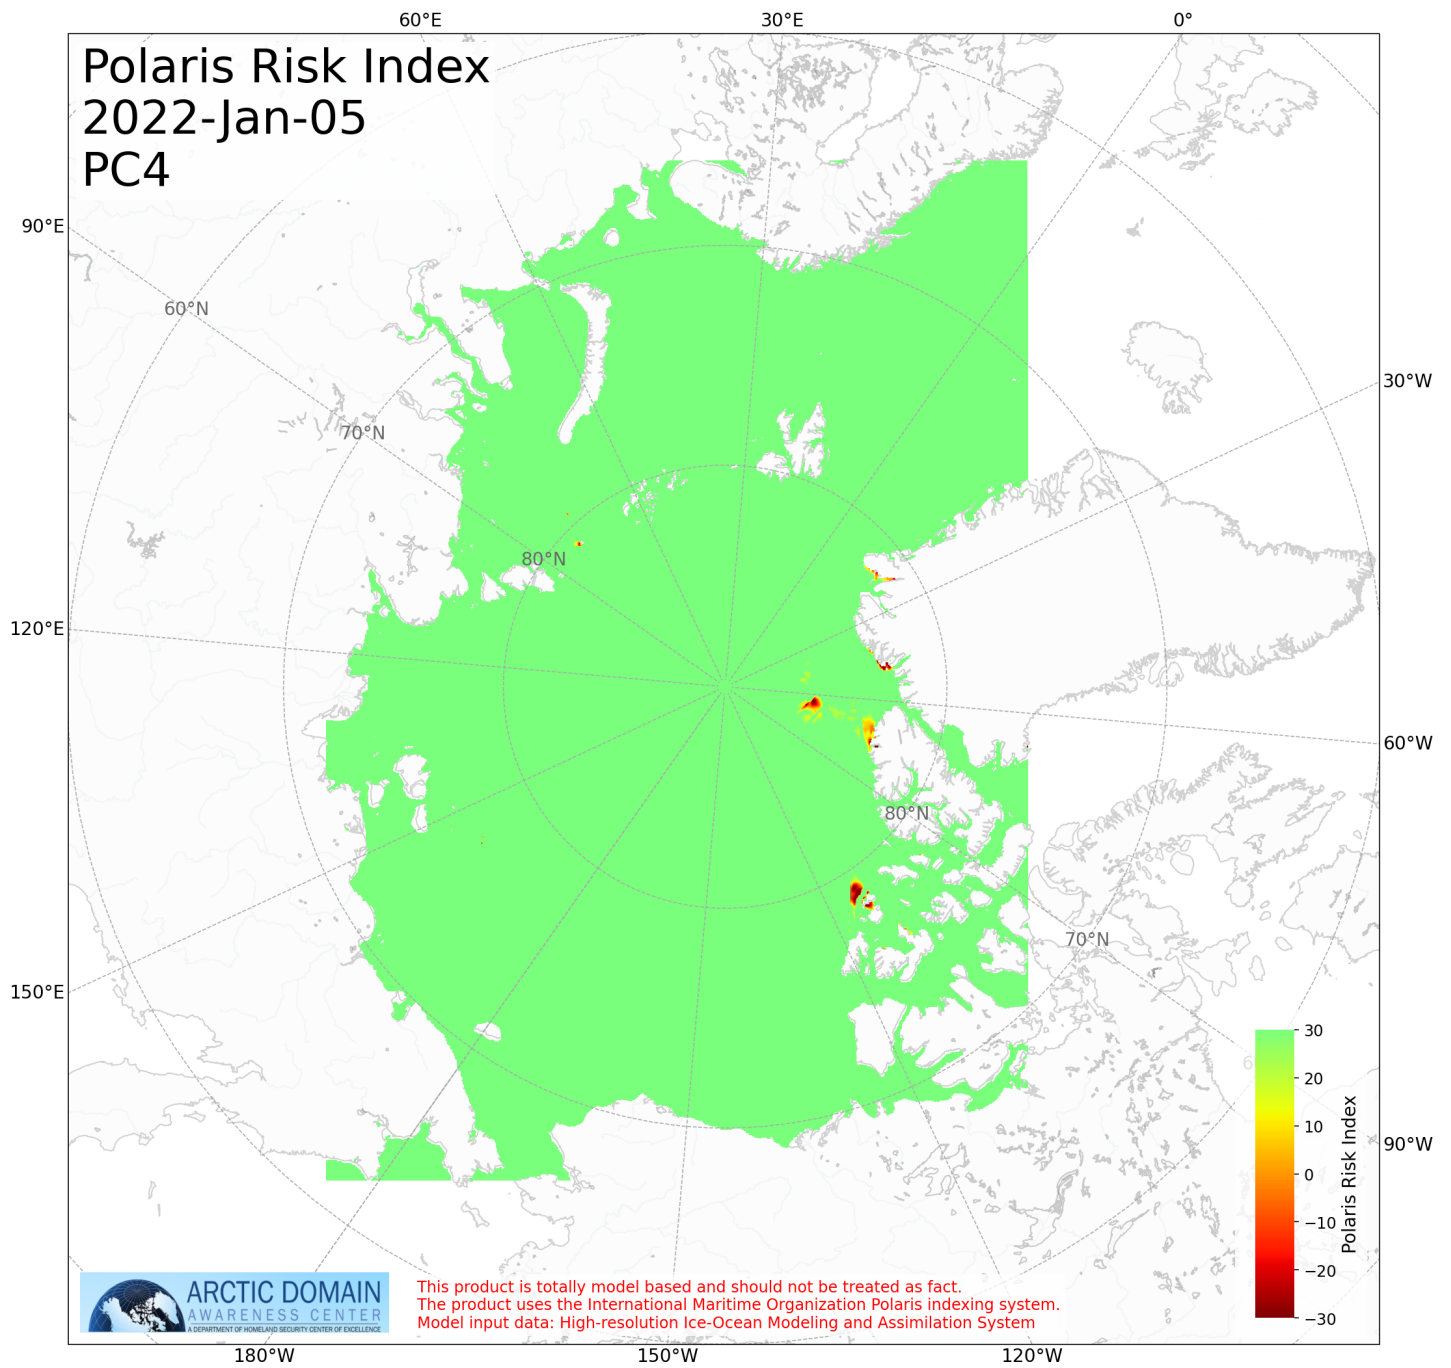 60°E 30°E 0°
Polaris Risk Index
2022-Jan-05
PC4
90°E
60°N
30°W
70°N
80°N
120°E
60°W
80°N
70°N
150°E
30
20
10
0
−10
−20
−30
Polaris Risk Index
90°W
ARCTIC DOMAIN
AWARENESS CENTER
A DEPARTMENT OF HOMELAND SECURITY CENTER OF EXCELLENCE
This product is totally model based and should not be treated as fact.
The product uses the International Maritime Organization Polaris indexing system.
Model input data: High-resolution Ice-Ocean Modeling and Assimilation System
180°W 150°W 120°W